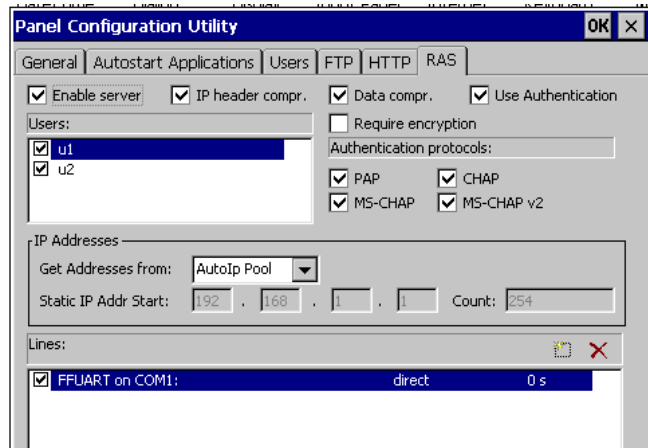 Panel Configuration Utility OK
General Autostart Applications Users FTP HTTP RAS
Enable server IP header compr. Data compr. Use Authentication
Users: Require encryption
u1 Authentication protocols:
u2 PAP CHAP
MS-CHAP MS-CHAP v2
IP Addresses
Get Addresses from: AutoIp Pool
Static IP Addr Start: 192 . 168 . 1 . 1 Count: 254
Lines:
FFUART on COM1: direct 0 s